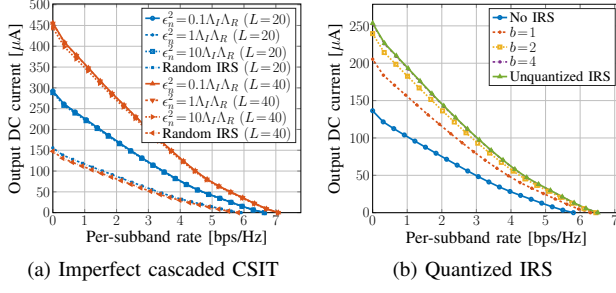 500
450
400
350
300
250
200
150
100
50
0
0 1 2 3 4 5 6 7
Output DC current [μA]
Per-subband rate [bps/Hz]
ϵ_n^2=0.1Λ_IΛ_R (L=20)
ϵ_n^2=1Λ_IΛ_R (L=20)
ϵ_n^2=10Λ_IΛ_R (L=20)
Random IRS (L=20)
ϵ_n^2=0.1Λ_IΛ_R (L=40)
ϵ_n^2=1Λ_IΛ_R (L=40)
ϵ_n^2=10Λ_IΛ_R (L=40)
Random IRS (L=40)
(a) Imperfect cascaded CSIT
250
200
150
100
50
0
0 1 2 3 4 5 6 7
Output DC current [μA]
Per-subband rate [bps/Hz]
No IRS
b=1
b=2
b=4
Unquantized IRS
(b) Quantized IRS